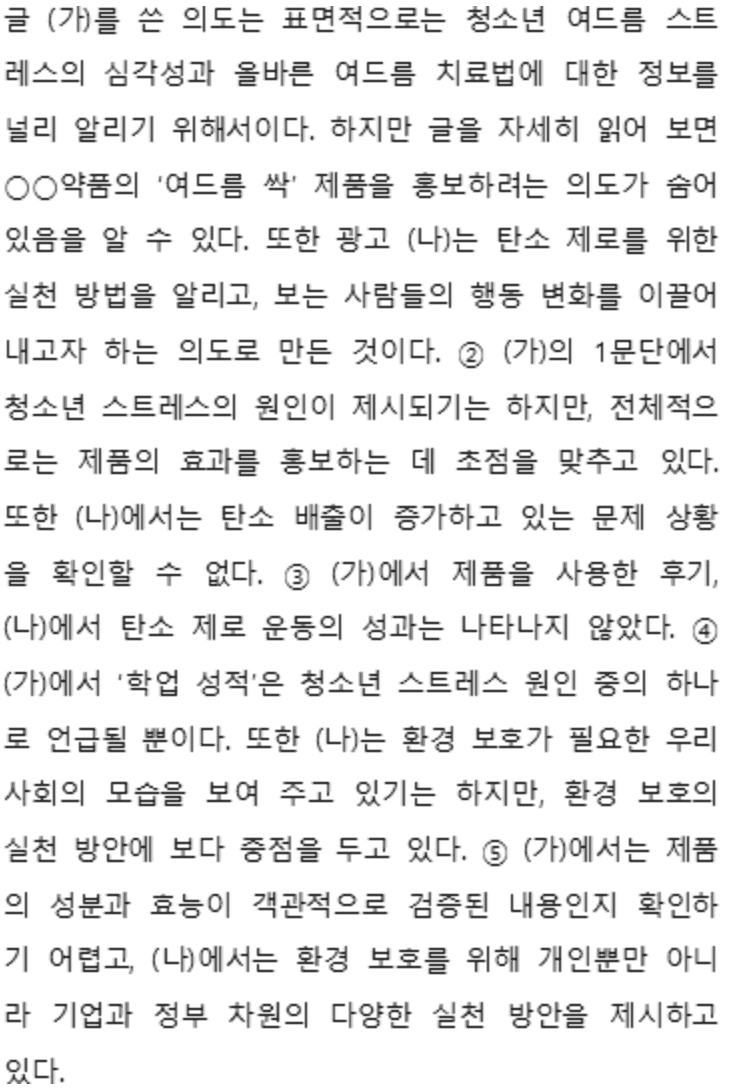 글 (가)를 쓴 의도는 표면적으로는 청소년 여드름 스트
레스의 심각성과 올바른 여드름 치료법에 대한 정보를
널리 알리기 위해서이다. 하지만 글을 자세히 읽어 보면
○○약품의 '여드름 싹' 제품을 홍보하려는 의도가 숨어
있음을 알 수 있다. 또한 광고 (나)는 탄소 제로를 위한
실천 방법을 알리고, 보는 사람들의 행동 변화를 이끌어
내고자 하는 의도로 만든 것이다. ② (가)의 1문단에서
청소년 스트레스의 원인이 제시되기는 하지만, 전체적으
로는 제품의 효과를 홍보하는 데 초점을 맞추고 있다.
또한 (나)에서는 탄소 배출이 증가하고 있는 문제 상황
을 확인할 수 없다. ③ (가)에서 제품을 사용한 후기,
(나)에서 탄소 제로 운동의 성과는 나타나지 않았다. ④
(가)에서 '학업 성적'은 청소년 스트레스 원인 중의 하나
로 언급될 뿐이다. 또한 (나)는 환경 보호가 필요한 우리
사회의 모습을 보여 주고 있기는 하지만, 환경 보호의
실천 방안에 보다 중점을 두고 있다. ⑤ (가)에서는 제품
의 성분과 효능이 객관적으로 검증된 내용인지 확인하
기 어렵고, (나)에서는 환경 보호를 위해 개인뿐만 아니
라 기업과 정부 차원의 다양한 실천 방안을 제시하고
있다.